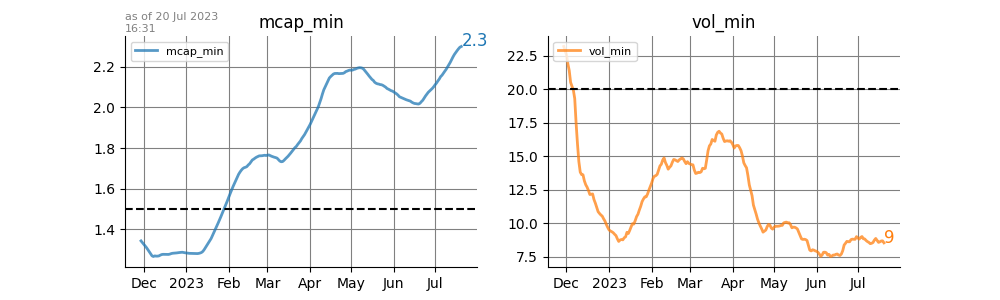 as of 20 Jul 2023
16:31
mcap_min
mcap_min
2.3
2.2
2.0
1.8
1.6
1.4
Dec 2023 Feb Mar Apr May Jun Jul
vol_min
vol_min
22.5
20.0
17.5
15.0
12.5
10.0
7.5
9
Dec 2023 Feb Mar Apr May Jun Jul